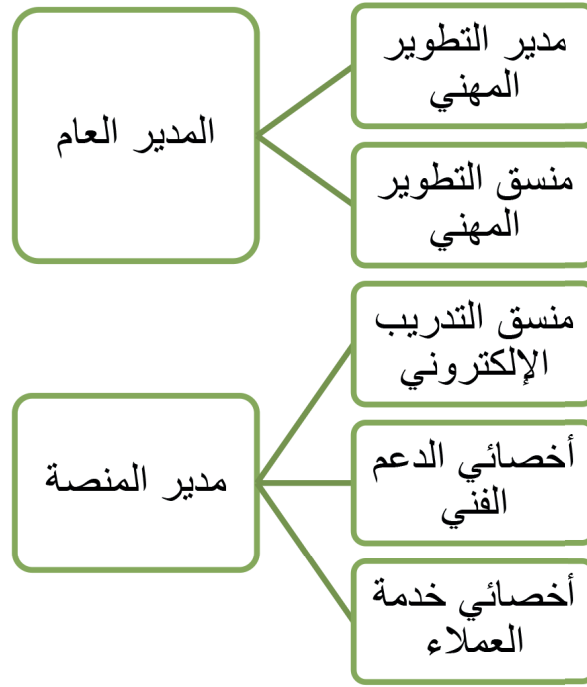 المدير العام
مدير التطوير
المهني
منسق التطوير
المهني
مدير المنصة
منسق التدريب
الإلكتروني
أخصائي الدعم
الفني
أخصائي خدمة
العملاء